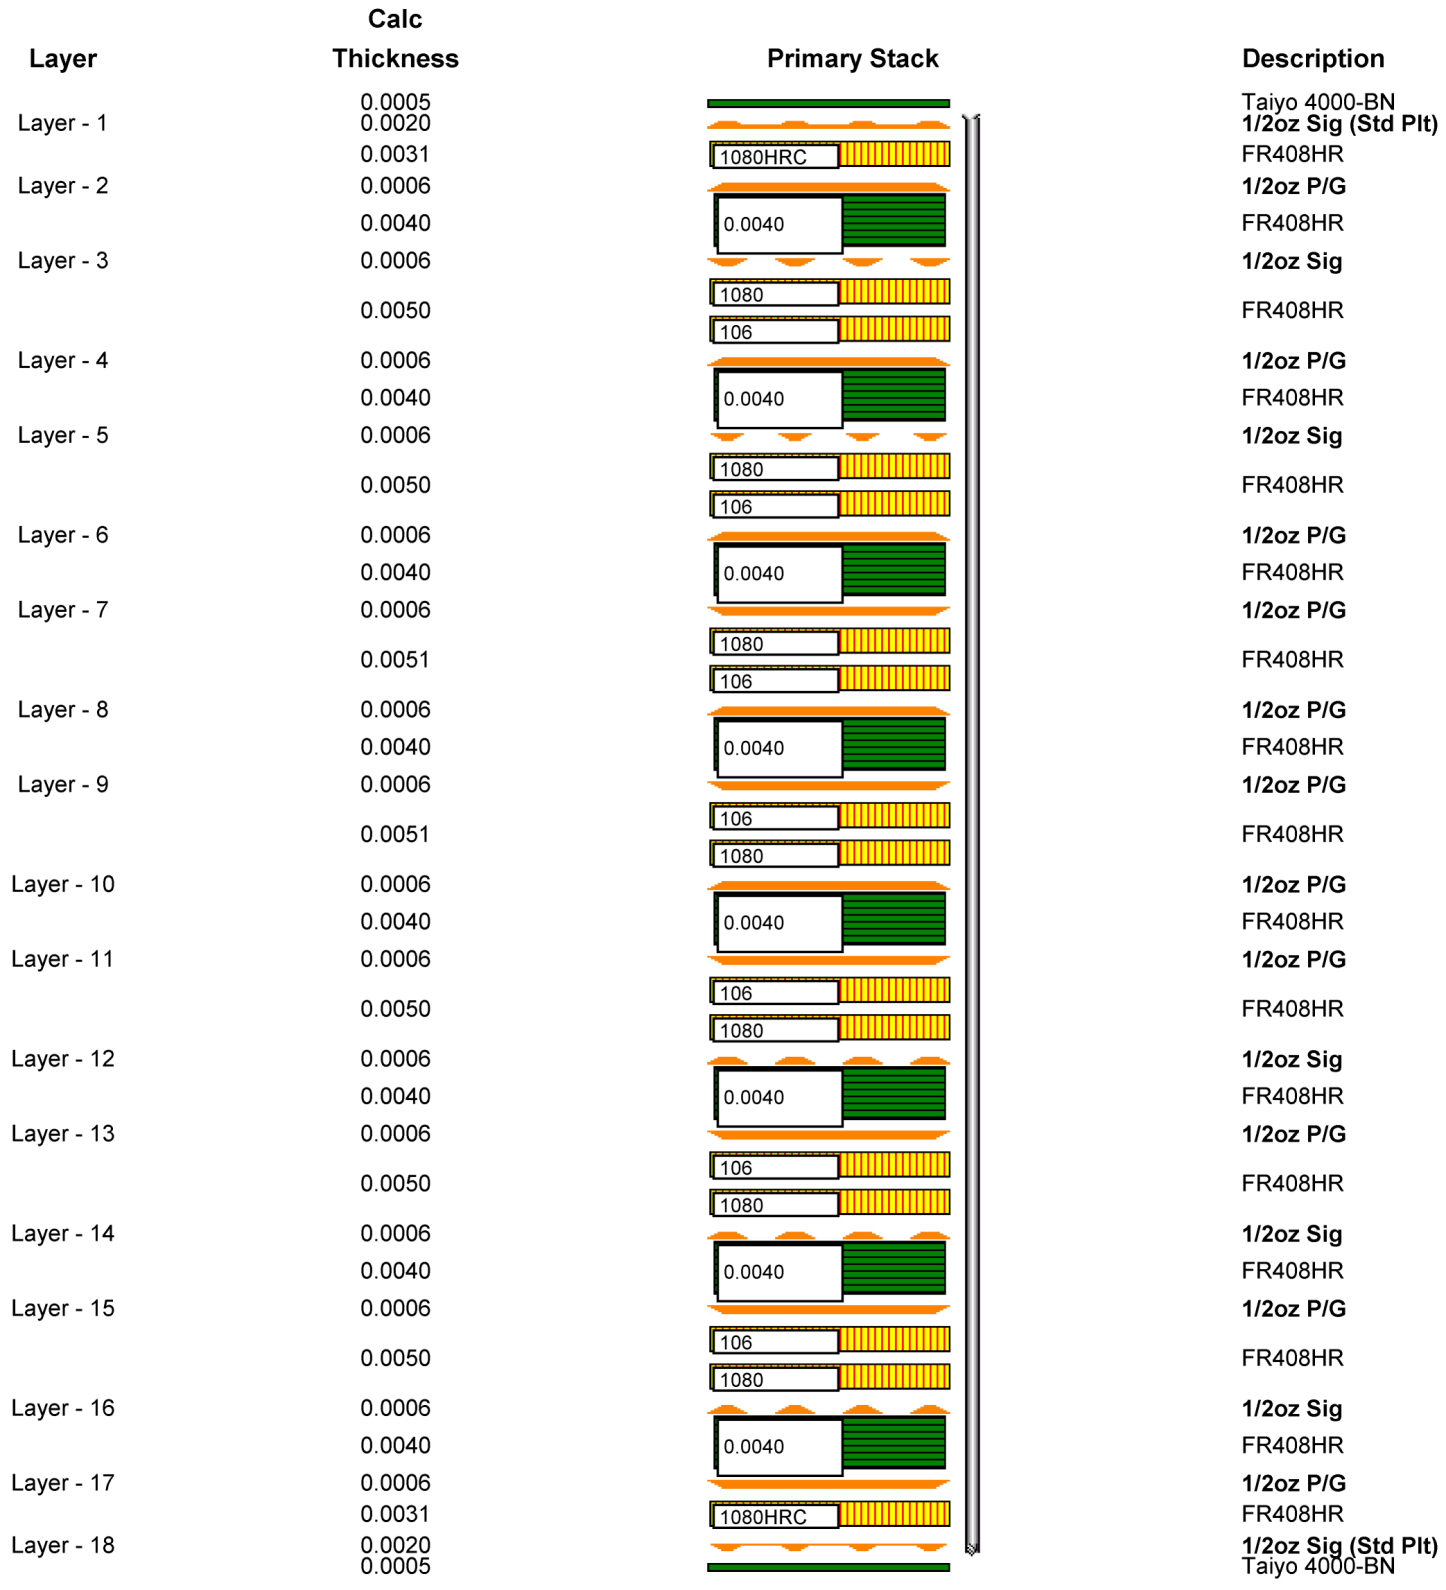 Calc
Layer Thickness Primary Stack Description
0.0005 Taiyo 4000-BN
Layer - 1 0.0020 1/2oz Sig (Std Plt)
0.0031 1080HRC FR408HR
Layer - 2 0.0006 1/2oz P/G
0.0040 0.0040 FR408HR
Layer - 3 0.0006 1/2oz Sig
1080
0.0050 FR408HR
106
Layer - 4 0.0006 1/2oz P/G
0.0040 0.0040 FR408HR
Layer - 5 0.0006 1/2oz Sig
1080
0.0050 FR408HR
106
Layer - 6 0.0006 1/2oz P/G
0.0040 0.0040 FR408HR
Layer - 7 0.0006 1/2oz P/G
1080
0.0051 FR408HR
106
Layer - 8 0.0006 1/2oz P/G
0.0040 0.0040 FR408HR
Layer - 9 0.0006 1/2oz P/G
106
0.0051 FR408HR
1080
Layer - 10 0.0006 1/2oz P/G
0.0040 0.0040 FR408HR
Layer - 11 0.0006 1/2oz P/G
106
0.0050 FR408HR
1080
Layer - 12 0.0006 1/2oz Sig
0.0040 0.0040 FR408HR
Layer - 13 0.0006 1/2oz P/G
106
0.0050 FR408HR
1080
Layer - 14 0.0006 1/2oz Sig
0.0040 0.0040 FR408HR
Layer - 15 0.0006 1/2oz P/G
106
0.0050 FR408HR
1080
Layer - 16 0.0006 1/2oz Sig
0.0040 0.0040 FR408HR
Layer - 17 0.0006 1/2oz P/G
0.0031 1080HRC FR408HR
Layer - 18 0.0020 1/2oz Sig (Std Plt)
0.0005 Taiyo 4000-BN